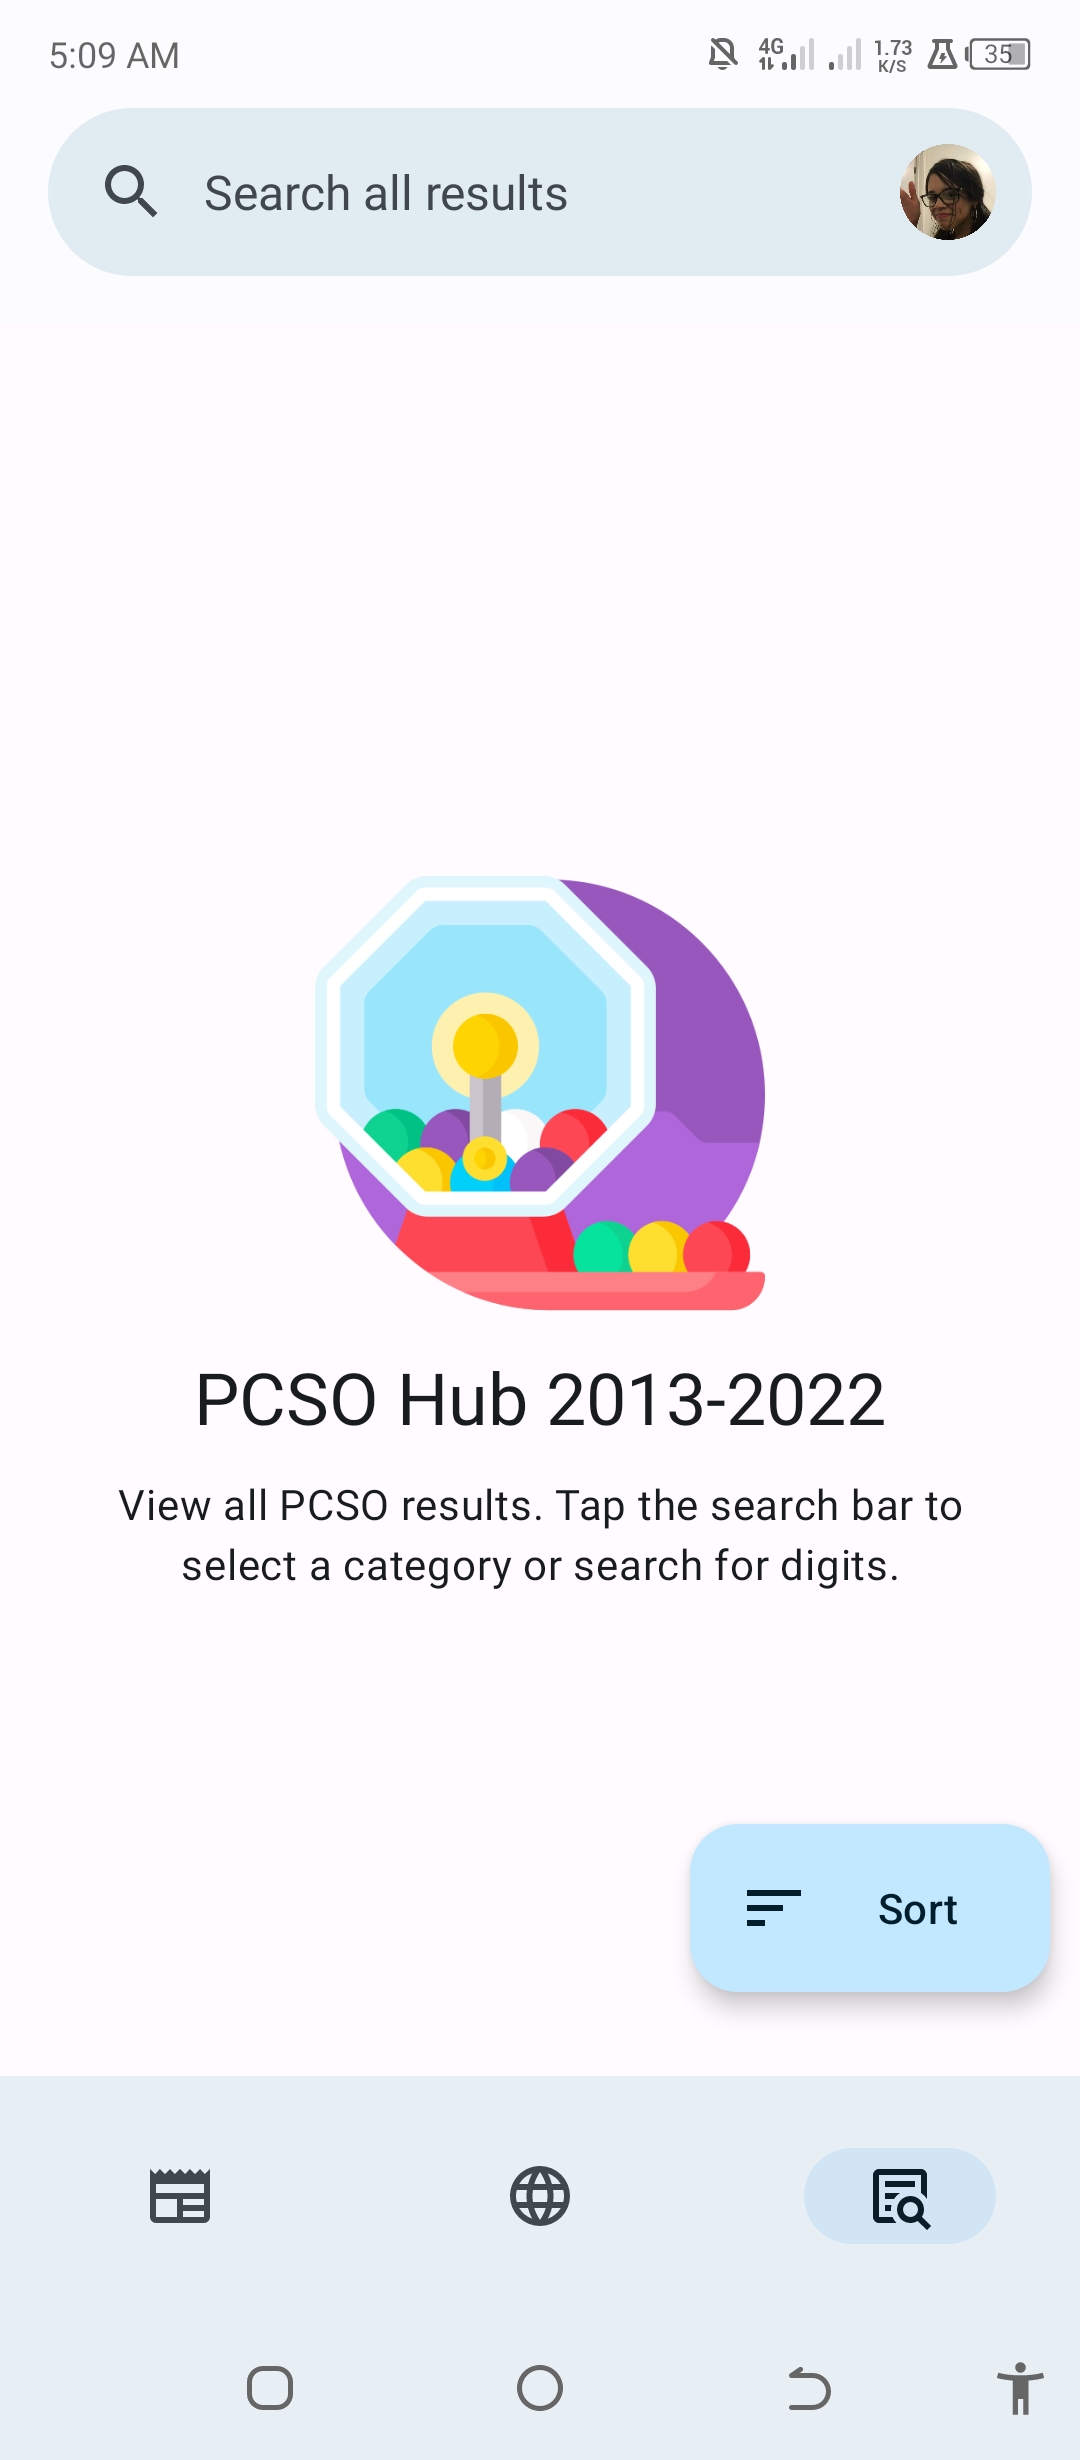 5:09 AM
4G
1.73
K/S
35
Search all results
PCSO Hub 2013-2022
View all PCSO results. Tap the search bar to
select a category or search for digits.
Sort